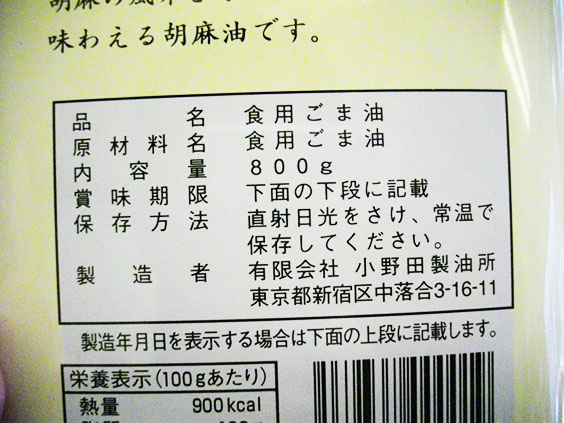 味わえる胡麻油です。
品名 食用ごま油
原材料名 食用ごま油
内容量 800g
賞味期限 下面の下段に記載
保存方法 直射日光をさけ、常温で
保存してください。
製造者 有限会社 小野田製油所
東京都新宿区中落合3-16-11
製造年月日を表示する場合は下面の上段に記載します。
栄養表示(100gあたり)
熱量 900kcal